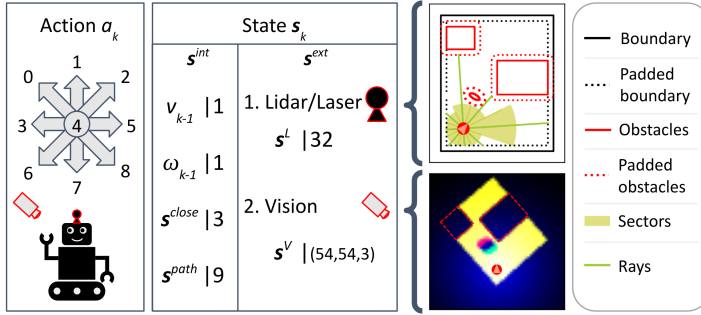 Action a_k
0 1 2
3 4 5
6 7 8
State s_k
s^int
s^ext
v_k-1 |1
ω_k-1 |1
s^close |3
s^path |9
1. Lidar/Laser
s^L |32
2. Vision
s^V |(54,54,3)
Boundary
Padded
boundary
Obstacles
Padded
obstacles
Sectors
Rays